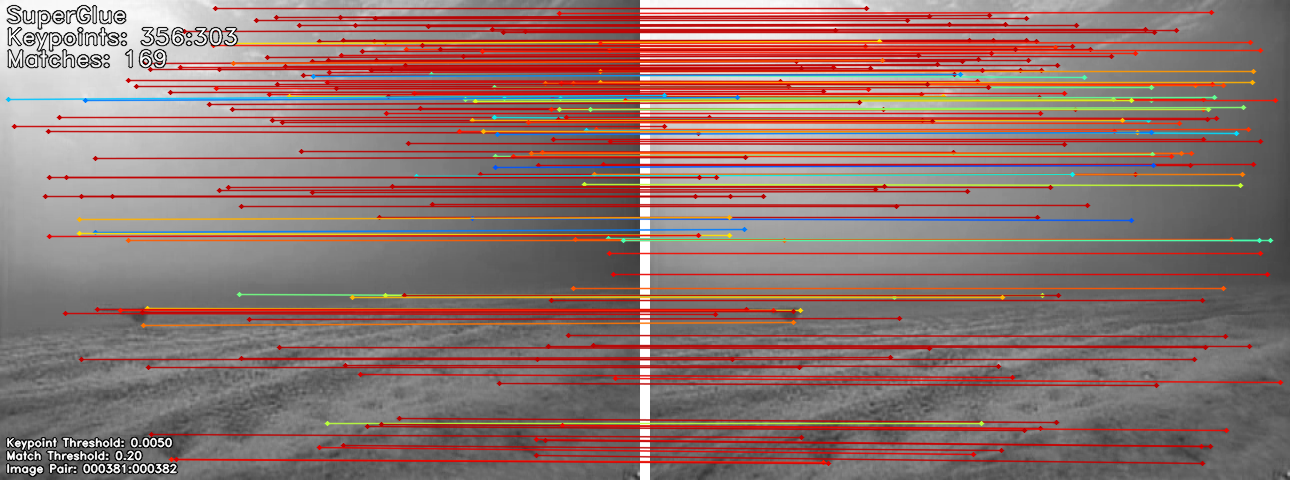 SuperGlue
Keypoints: 356:303
Matches: 169
Keypoint Threshold: 0.0050
Match Threshold: 0.20
Image Pair: 000381:000382